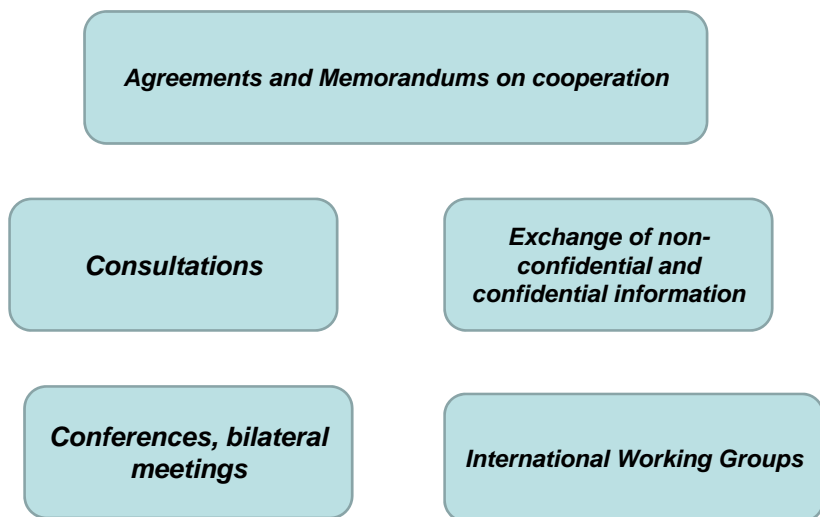 Agreements and Memorandums on cooperation
Consultations
Exchange of non-
confidential and
confidential information
Conferences, bilateral
meetings
International Working Groups